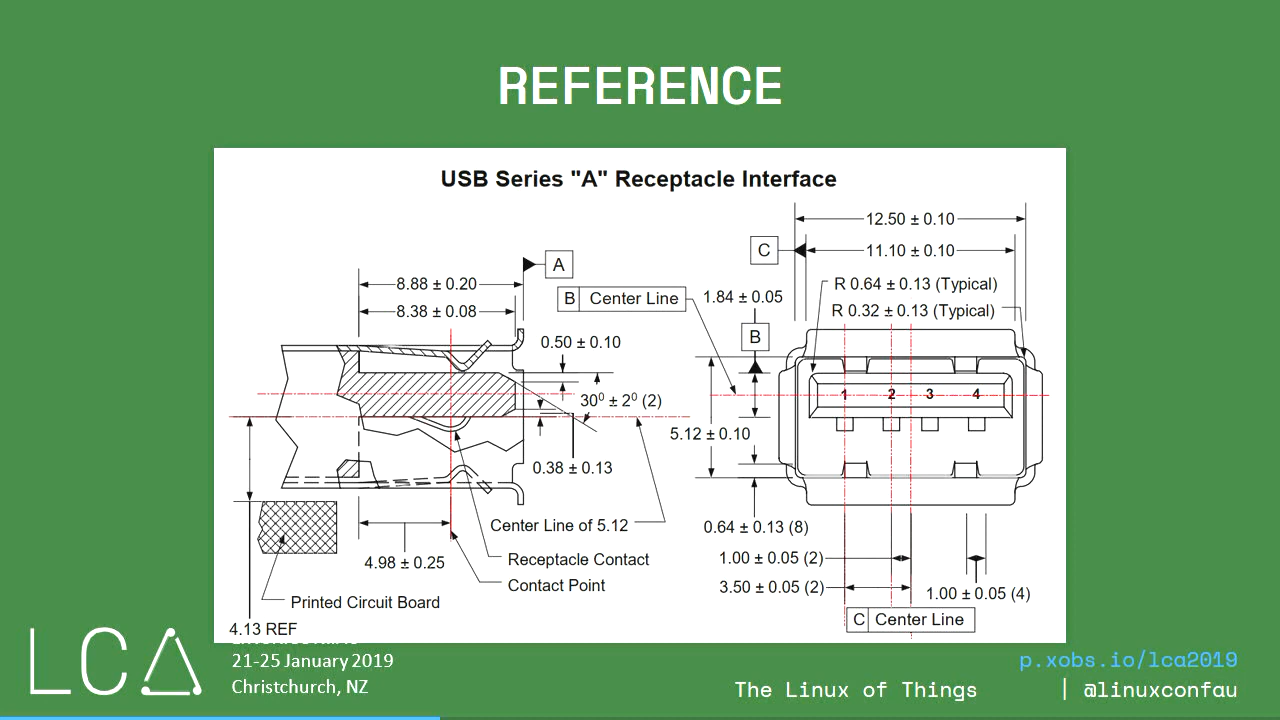 REFERENCE
USB Series "A" Receptacle Interface
12.50 ± 0.10
C
11.10 ± 0.10
A
8.88 ± 0.20
R 0.64 ± 0.13 (Typical)
B Center Line
1.84 ± 0.05
8.38 ± 0.08
R 0.32 ± 0.13 (Typical)
0.50 ± 0.10
B
30⁰ ± 2⁰ (2)
1 2 3 4
5.12 ± 0.10
0.38 ± 0.13
Center Line of 5.12
0.64 ± 0.13 (8)
4.98 ± 0.25
Receptacle Contact
1.00 ± 0.05 (2)
Contact Point
3.50 ± 0.05 (2)
1.00 ± 0.05 (4)
Printed Circuit Board
C Center Line
4.13 REF
LCA
21-25 January 2019
Christchurch, NZ
p.xobs.io/lca2019
The Linux of Things | @linuxconfau